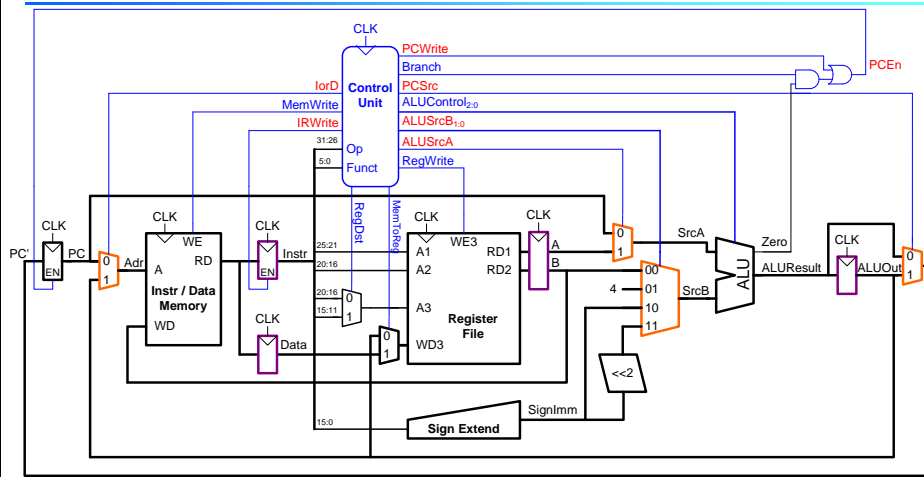 CLK
PCWrite
Branch
PCEn
IorD
Control
Unit
PCSrc
MemWrite
ALUControl2:0
IRWrite
ALUSrcB1:0
31:26
Op
ALUSrcA
5:0
Funct
RegWrite
RegDst
MemToReg
CLK
CLK
CLK
CLK
CLK
CLK
PC'
PC
EN
0
1
Adr
WE
A
RD
Instr / Data
Memory
WD
EN
Instr
25:21
A1
WE3
RD1
A
20:16
A2
RD2
B
20:16
0
A3
15:11
1
Register
File
CLK
Data
0
1
WD3
0
1
SrcA
00
4
01
10
11
SrcB
ALU
Zero
ALUResult
ALUOut
0
1
<<2
SignImm
15:0
Sign Extend